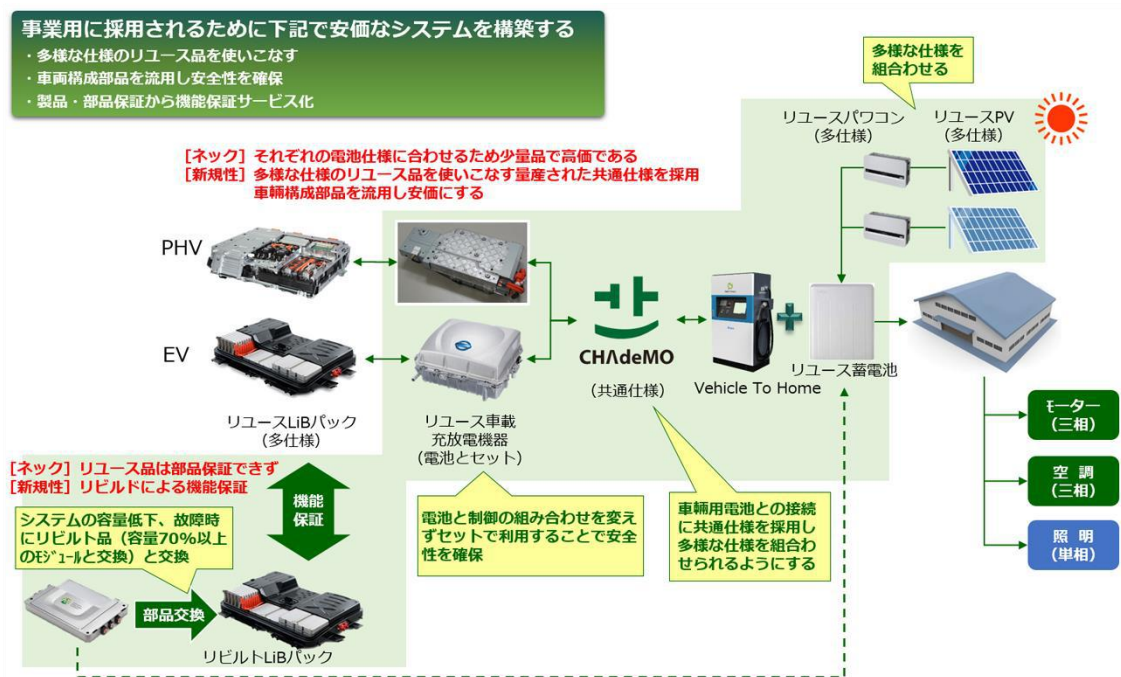 事業用に採用されるために下記で安価なシステムを構築する
・多様な仕様のリユース品を使いこなす
・車両構成部品を流用し安全性を確保
・製品・部品保証から機能保証サービス化
多様な仕様を
組合わせる
リユースパワコン
(多仕様)
リユースPV
(多仕様)
[ネック] それぞれの電池仕様に合わせるため少量品で高価である
[新規性] 多様な仕様のリユース品を使いこなす量産された共通仕様を採用
車輌構成部品を流用し安価にする
PHV
EV
CHAdeMO
(共通仕様)
Vehicle To Home
リユース蓄電池
リユースLiBパック
(多仕様)
リユース車載
充放電機器
(電池とセット)
モーター
(三相)
空 調
(三相)
照 明
(単相)
[ネック] リユース品は部品保証できず
[新規性] リビルドによる機能保証
機能
保証
システムの容量低下、故障時
にリビルト品(容量70%以上
のモジュールと交換)と交換
電池と制御の組み合わせを変え
ずセットで利用することで安全
性を確保
車輌用電池との接続
に共通仕様を採用し
多様な仕様を組合わ
せられるようにする
部品交換
リビルトLiBパック